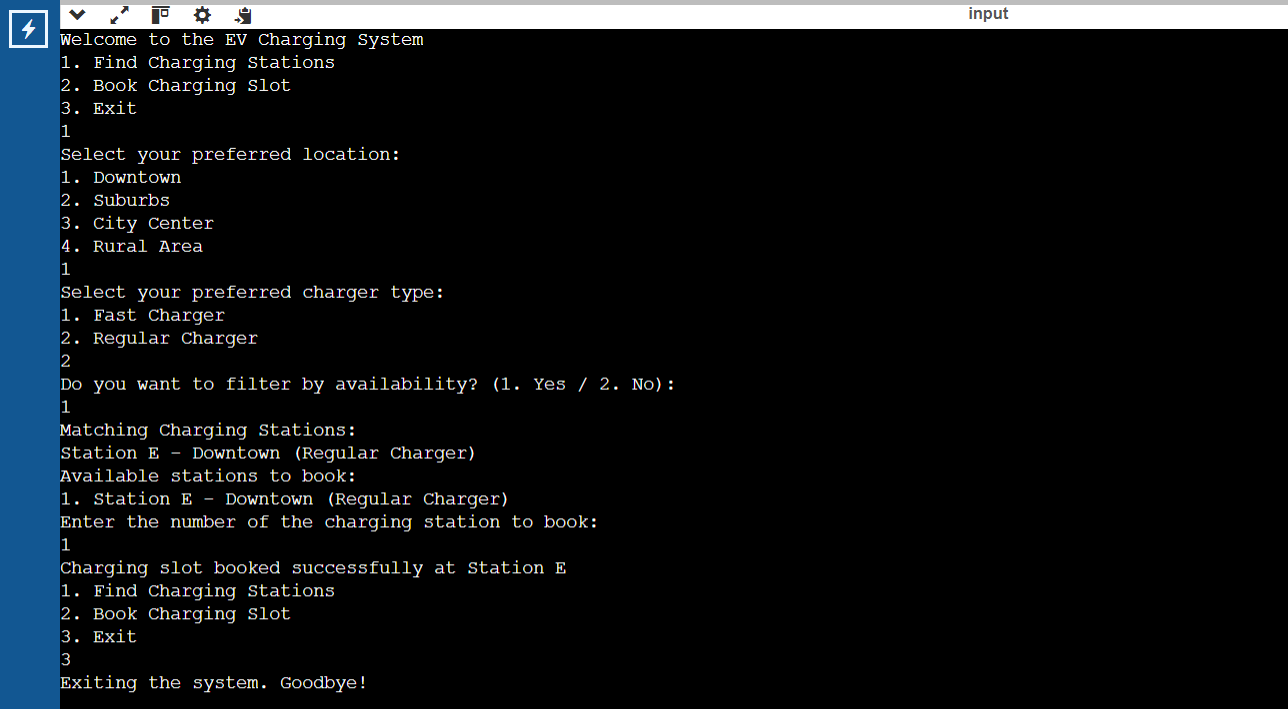 input
Welcome to the EV Charging System
1. Find Charging Stations
2. Book Charging Slot
3. Exit
1
Select your preferred location:
1. Downtown
2. Suburbs
3. City Center
4. Rural Area
1
Select your preferred charger type:
1. Fast Charger
2. Regular Charger
2
Do you want to filter by availability? (1. Yes / 2. No):
1
Matching Charging Stations:
Station E - Downtown (Regular Charger)
Available stations to book:
1. Station E - Downtown (Regular Charger)
Enter the number of the charging station to book:
1
Charging slot booked successfully at Station E
1. Find Charging Stations
2. Book Charging Slot
3. Exit
3
Exiting the system. Goodbye!